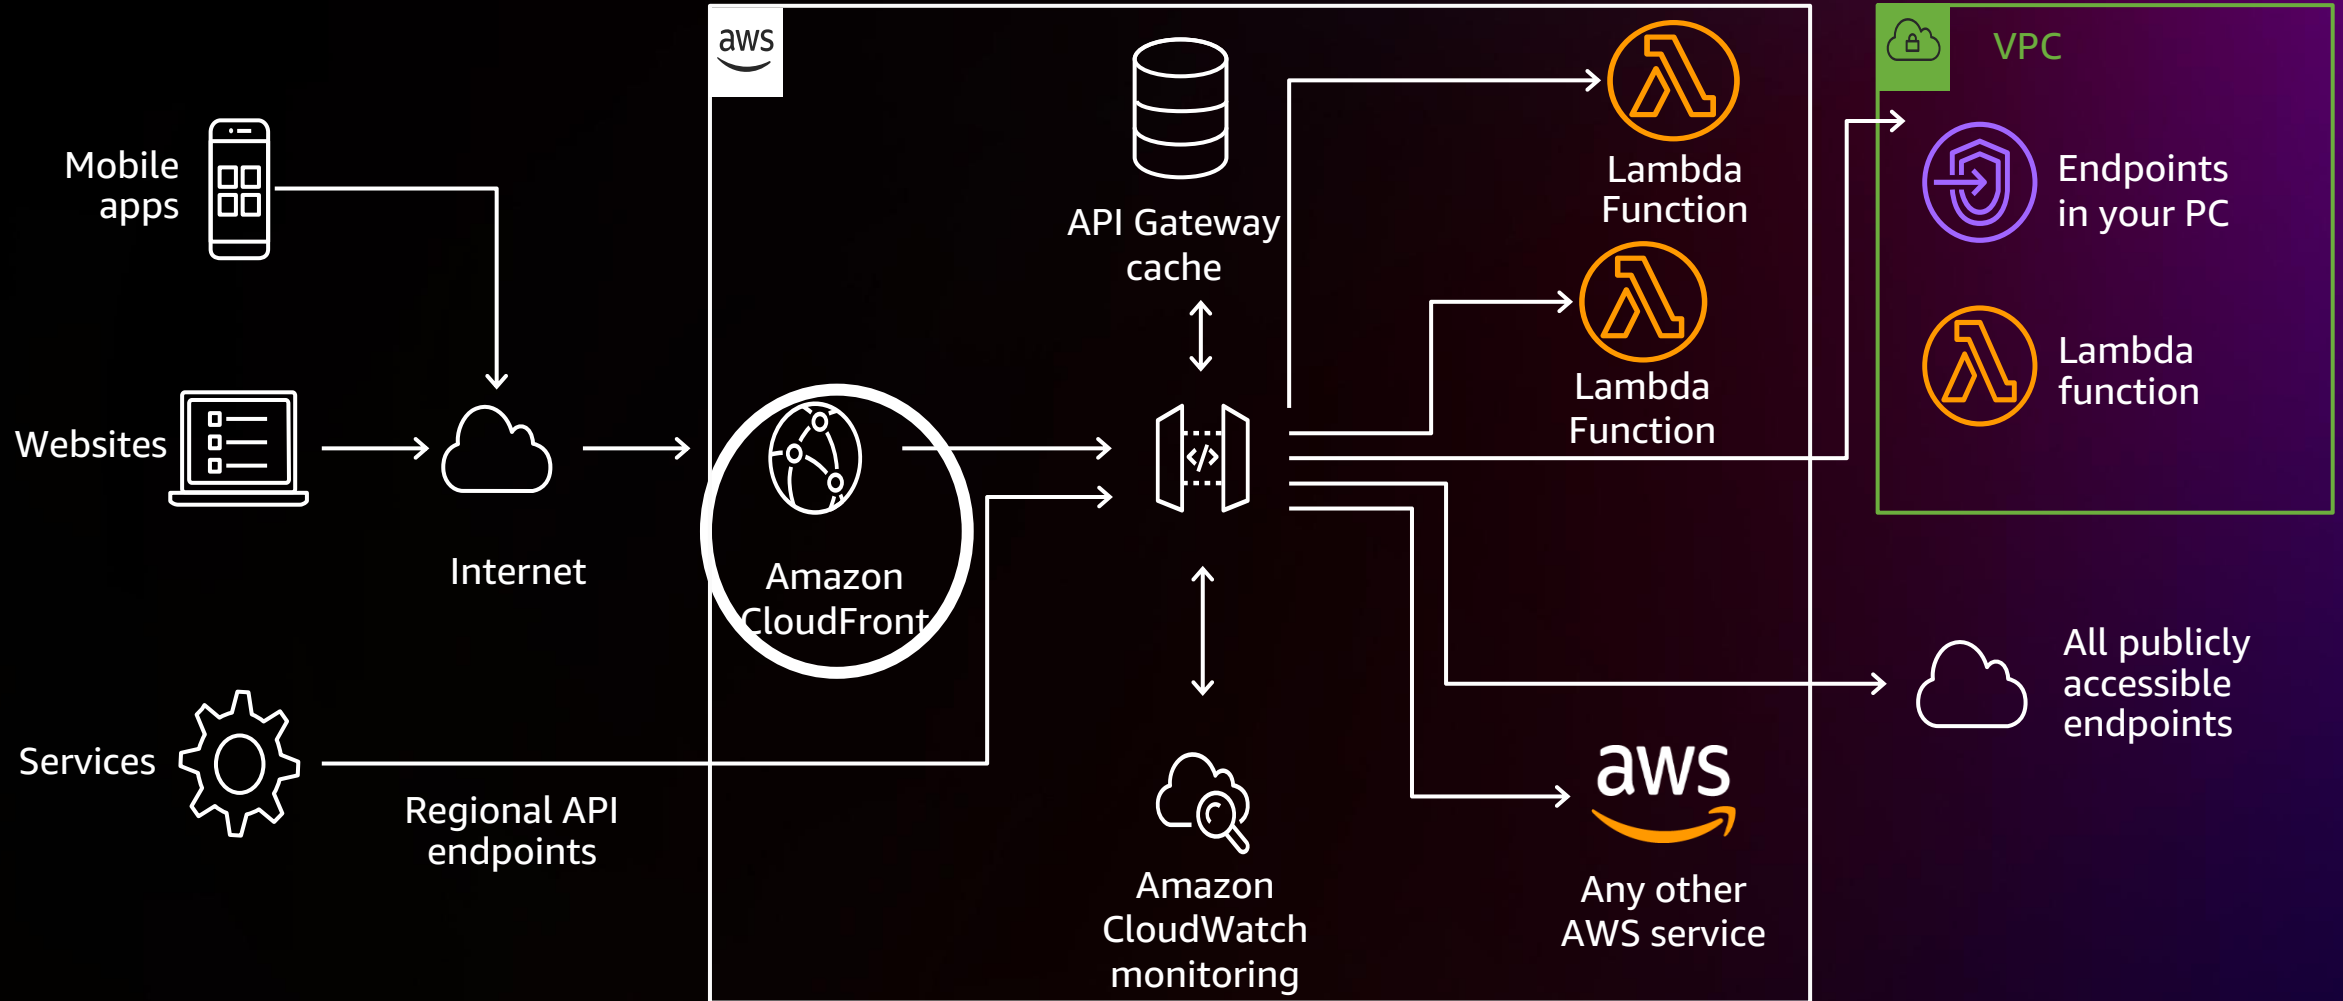 aws
VPC
Mobile
apps
API Gateway
cache
Lambda
Function
Endpoints
in your PC
Lambda
Function
Lambda
function
Websites
</>
Internet
Amazon
CloudFront
Services
Regional API
endpoints
Amazon
CloudWatch
monitoring
aws
Any other
AWS service
All publicly
accessible
endpoints